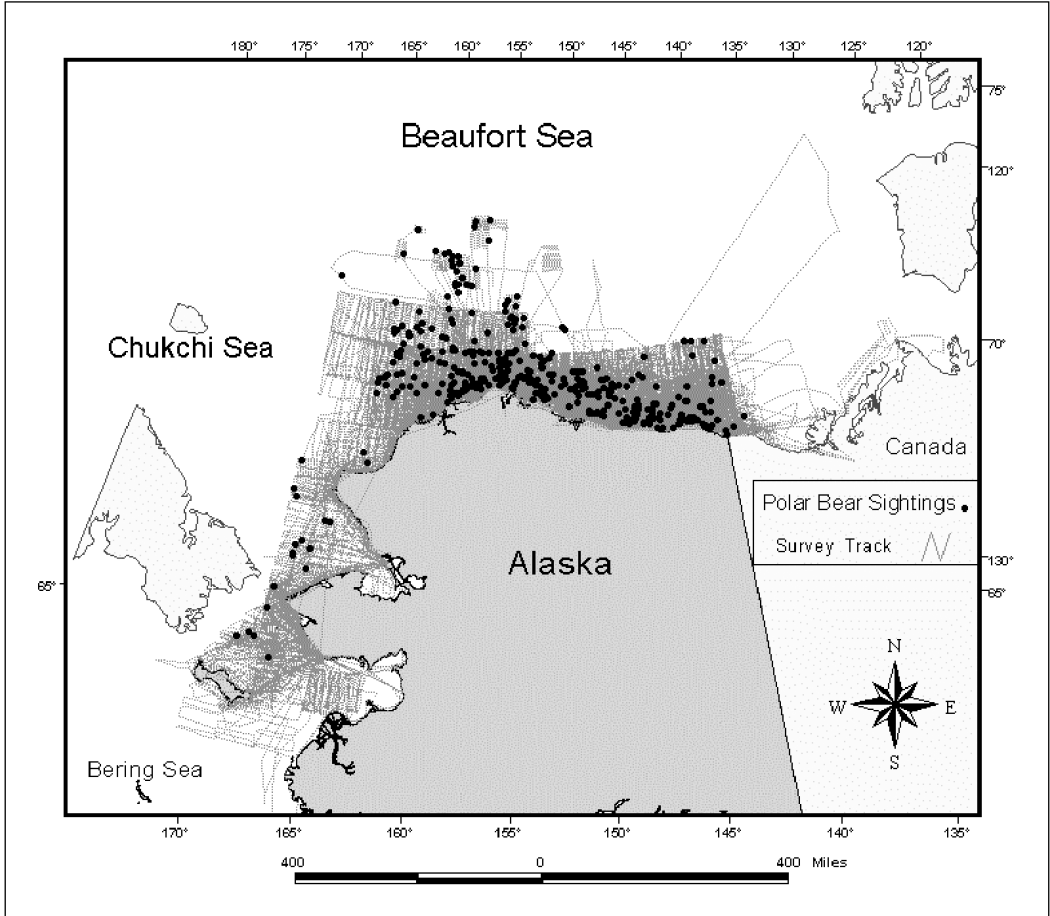 180° 175° 170° 165° 160° 155° 150° 145° 140° 135° 130° 125° 120°
75°
Beaufort Sea
120°
Chukchi Sea
70°
Canada
Polar Bear Sightings
Survey Track
Alaska
130°
65°
65°
N
W E
S
Bering Sea
170° 165° 160° 155° 150° 145° 140° 135°
400 0 400 Miles